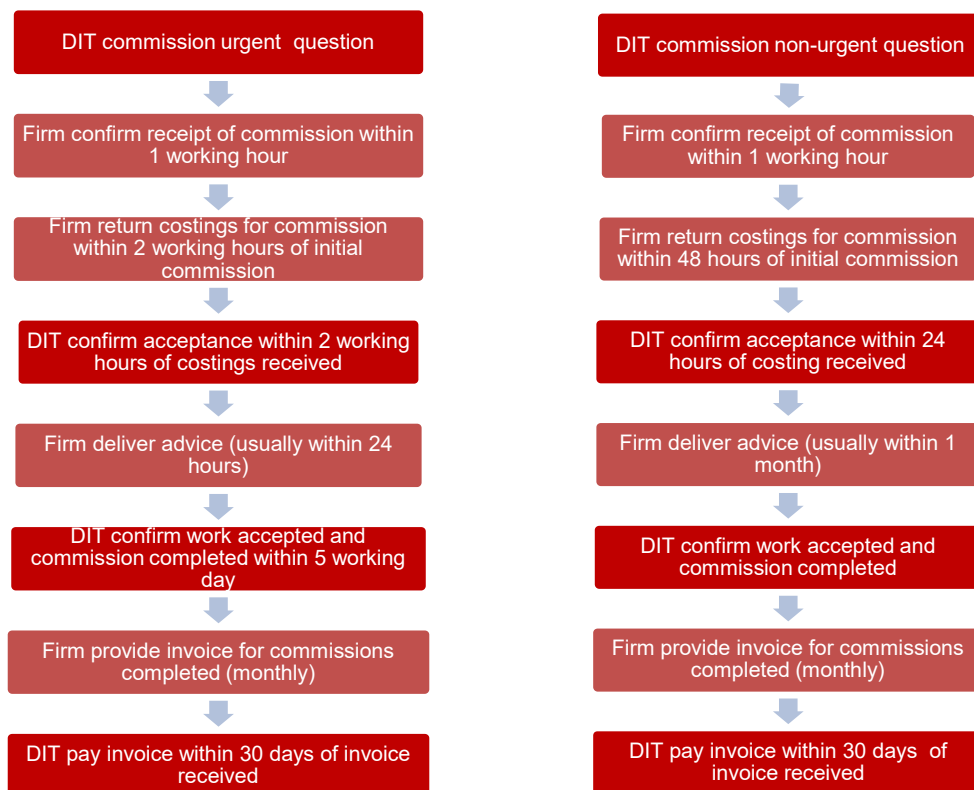 DIT commission urgent question
Firm confirm receipt of commission within
1 working hour
Firm return costings for commission
within 2 working hours of initial
commission
DIT confirm acceptance within 2 working
hours of costings received
Firm deliver advice (usually within 24
hours)
DIT confirm work accepted and
commission completed within 5 working
day
Firm provide invoice for commissions
completed (monthly)
DIT pay invoice within 30 days of invoice
received
DIT commission non-urgent question
Firm confirm receipt of commission
within 1 working hour
Firm return costings for commission
within 48 hours of initial commission
DIT confirm acceptance within 24
hours of costing received
Firm deliver advice (usually within 1
month)
DIT confirm work accepted and
commission completed
Firm provide invoice for commissions
completed (monthly)
DIT pay invoice within 30 days of
invoice received